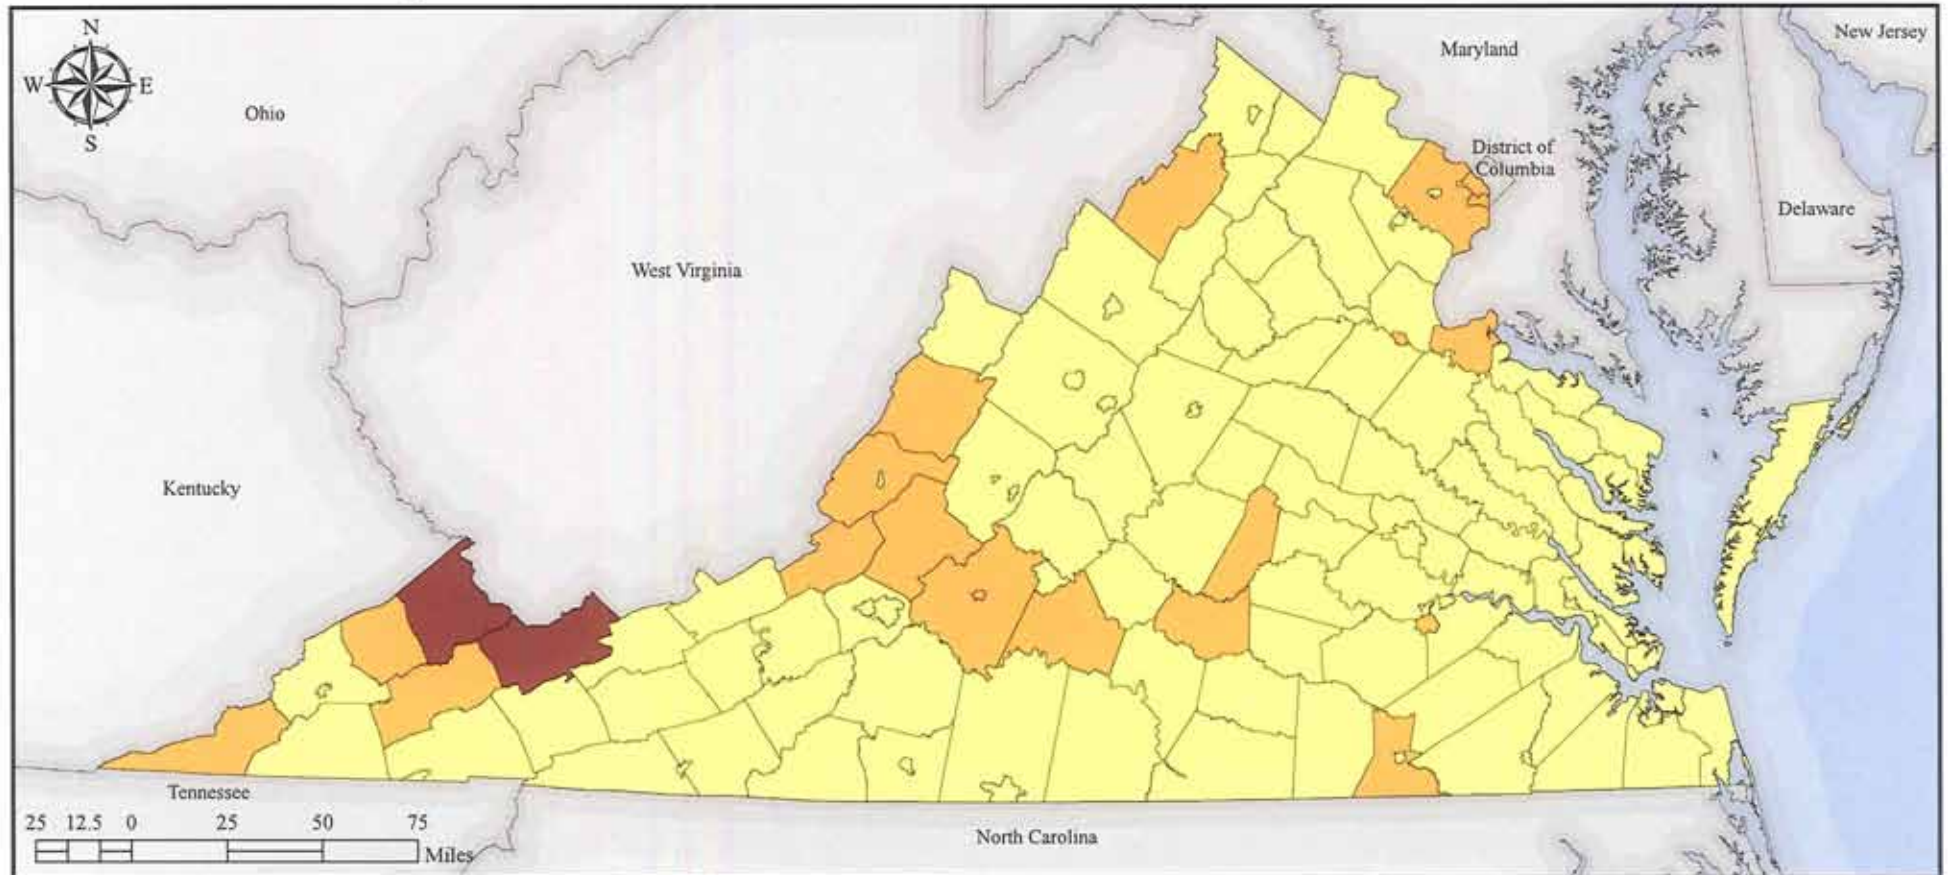 N
W
E
S
Ohio
Maryland
New Jersey
District of
Columbia
Delaware
West Virginia
Kentucky
Tennessee
North Carolina
25 12.5 0 25 50 75
Miles